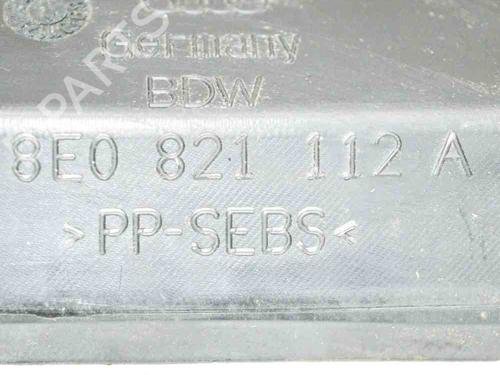 Germany
BDW
8E0 821 112 A
>PP-SEBS<